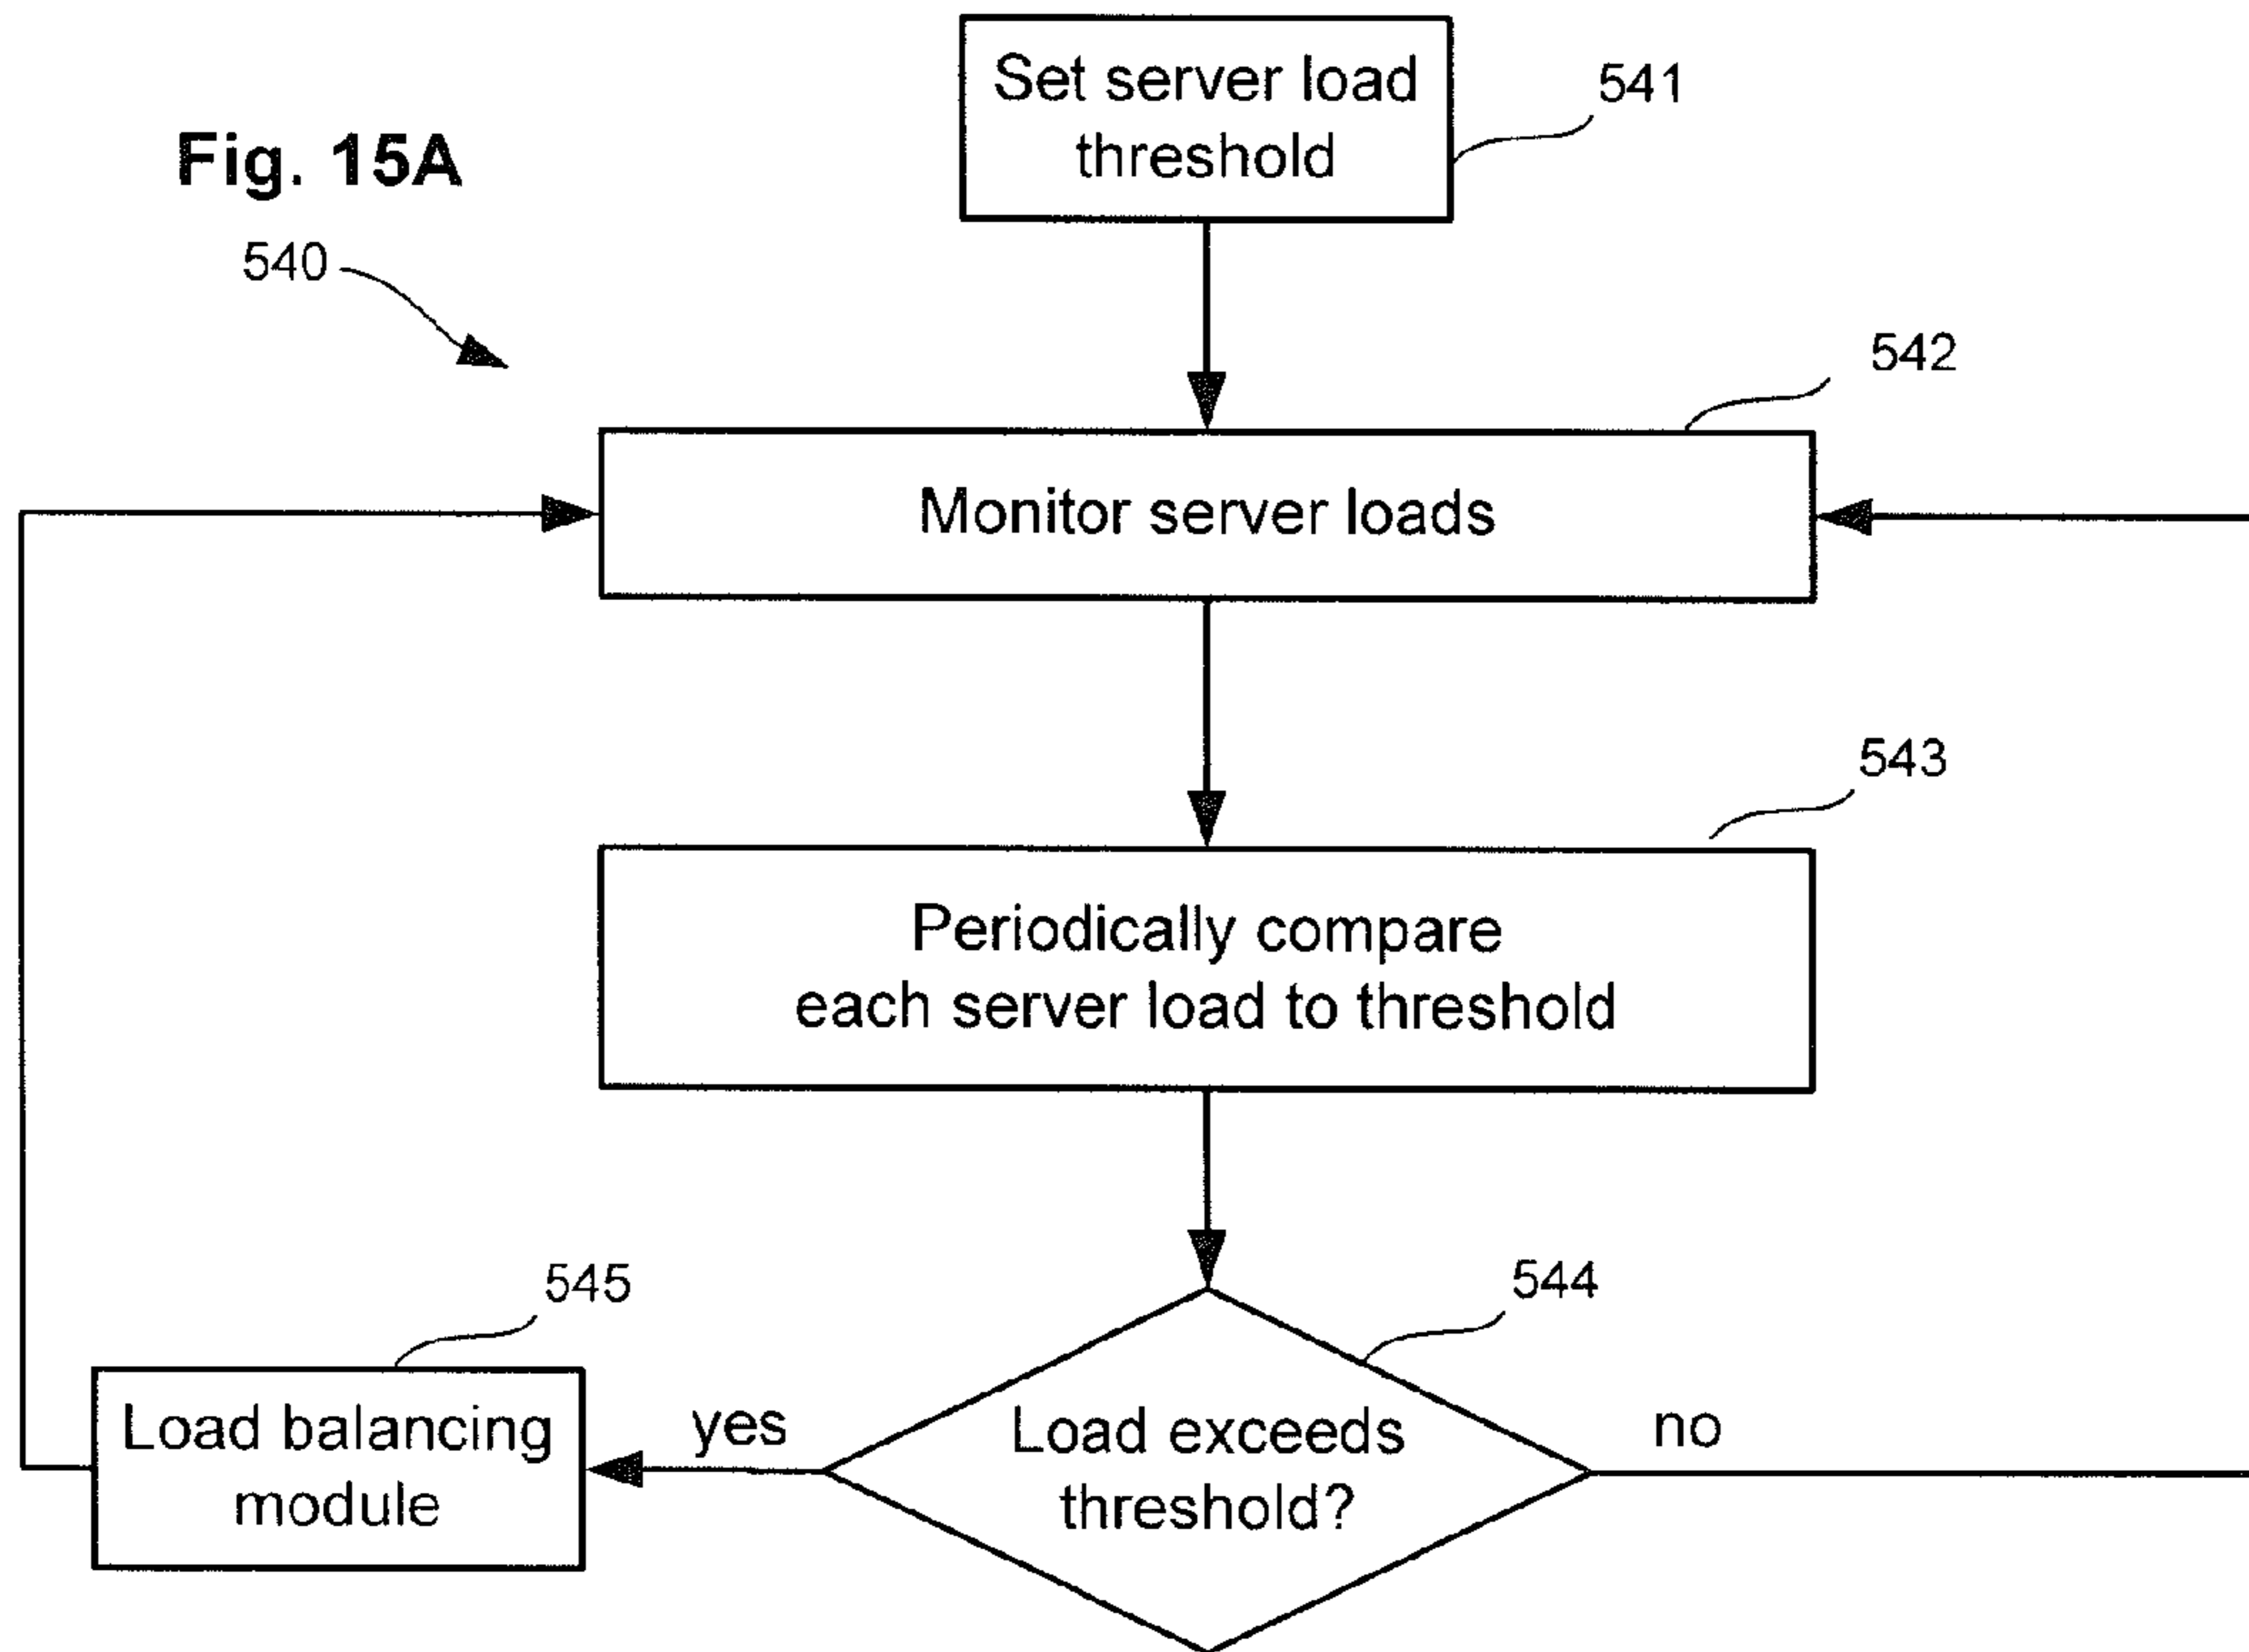 Fig. 15A
540
Set server load
threshold
541
542
Monitor server loads
543
Periodically compare
each server load to threshold
544
Load exceeds
threshold?
yes
no
545
Load balancing
module